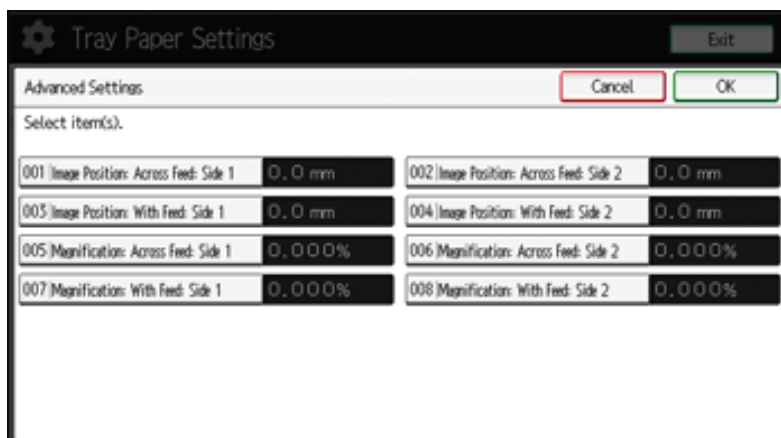 Tray Paper Settings
Exit
Advanced Settings
Cancel
OK
Select item(s).
001 Image Position: Across Feed: Side 1 0.0 mm
002 Image Position: Across Feed: Side 2 0.0 mm
003 Image Position: With Feed: Side 1 0.0 mm
004 Image Position: With Feed: Side 2 0.0 mm
005 Magnification: Across Feed: Side 1 0.000%
006 Magnification: Across Feed: Side 2 0.000%
007 Magnification: With Feed: Side 1 0.000%
008 Magnification: With Feed: Side 2 0.000%